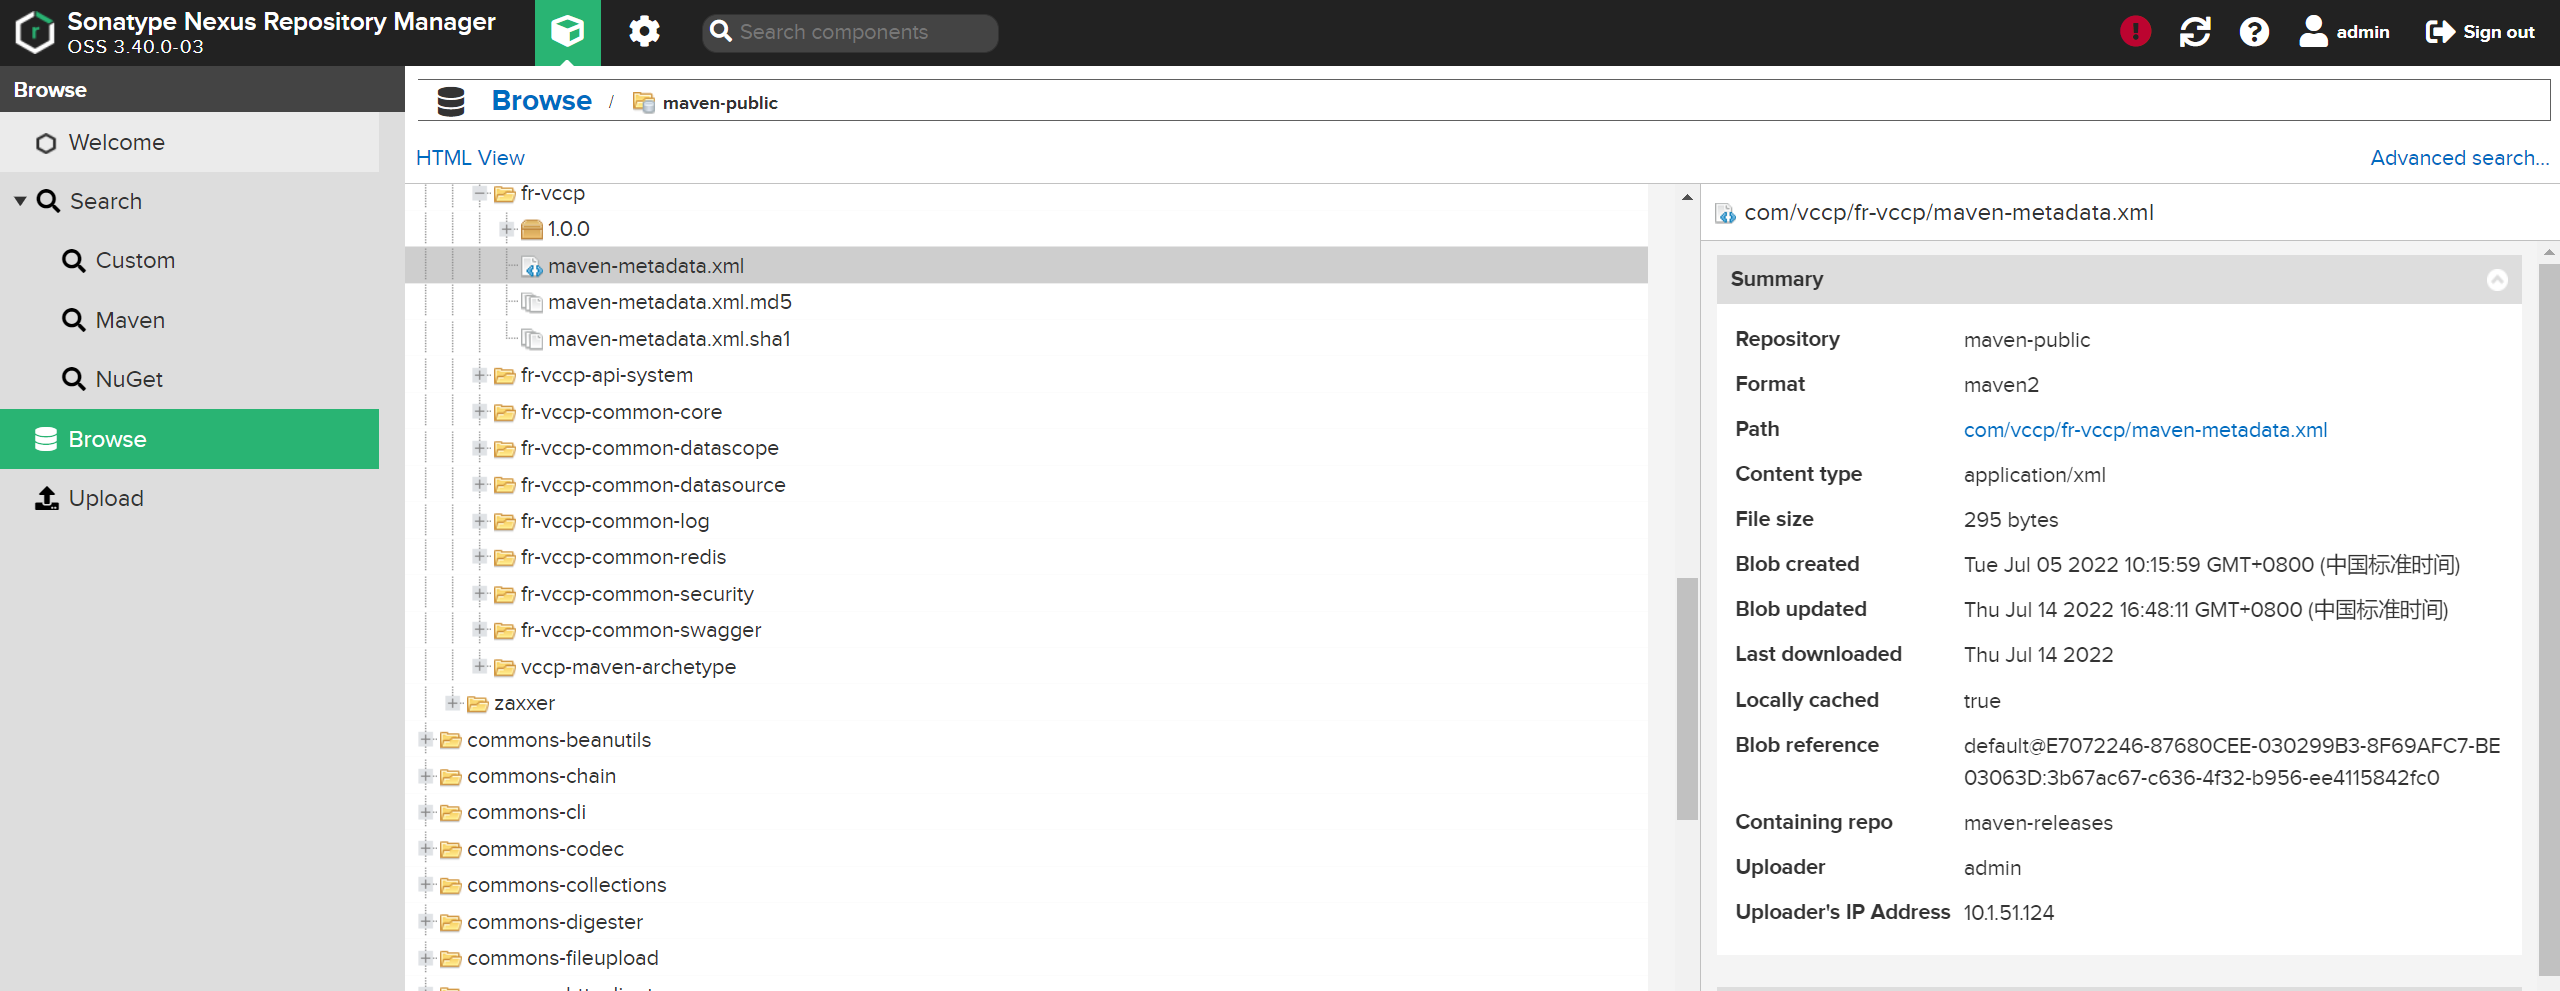 Sonatype Nexus Repository Manager
OSS 3.40.0-03
Search components
admin
Sign out
Browse
Welcome
Search
Custom
Maven
NuGet
Browse
Upload
Browse / maven-public
HTML View
Advanced search...
fr-vccp
1.0.0
maven-metadata.xml
maven-metadata.xml.md5
maven-metadata.xml.sha1
fr-vccp-api-system
fr-vccp-common-core
fr-vccp-common-datascope
fr-vccp-common-datasource
fr-vccp-common-log
fr-vccp-common-redis
fr-vccp-common-security
fr-vccp-common-swagger
vccp-maven-archetype
zaxxer
commons-beanutils
commons-chain
commons-cli
commons-codec
commons-collections
commons-digester
commons-fileupload
com/vccp/fr-vccp/maven-metadata.xml
Summary
Repository maven-public
Format maven2
Path com/vccp/fr-vccp/maven-metadata.xml
Content type application/xml
File size 295 bytes
Blob created Tue Jul 05 2022 10:15:59 GMT+0800 (中国标准时间)
Blob updated Thu Jul 14 2022 16:48:11 GMT+0800 (中国标准时间)
Last downloaded Thu Jul 14 2022
Locally cached true
Blob reference default@E7072246-87680CEE-030299B3-8F69AFC7-BE
03063D:3b67ac67-c636-4f32-b956-ee4115842fc0
Containing repo maven-releases
Uploader admin
Uploader's IP Address 10.1.51.124